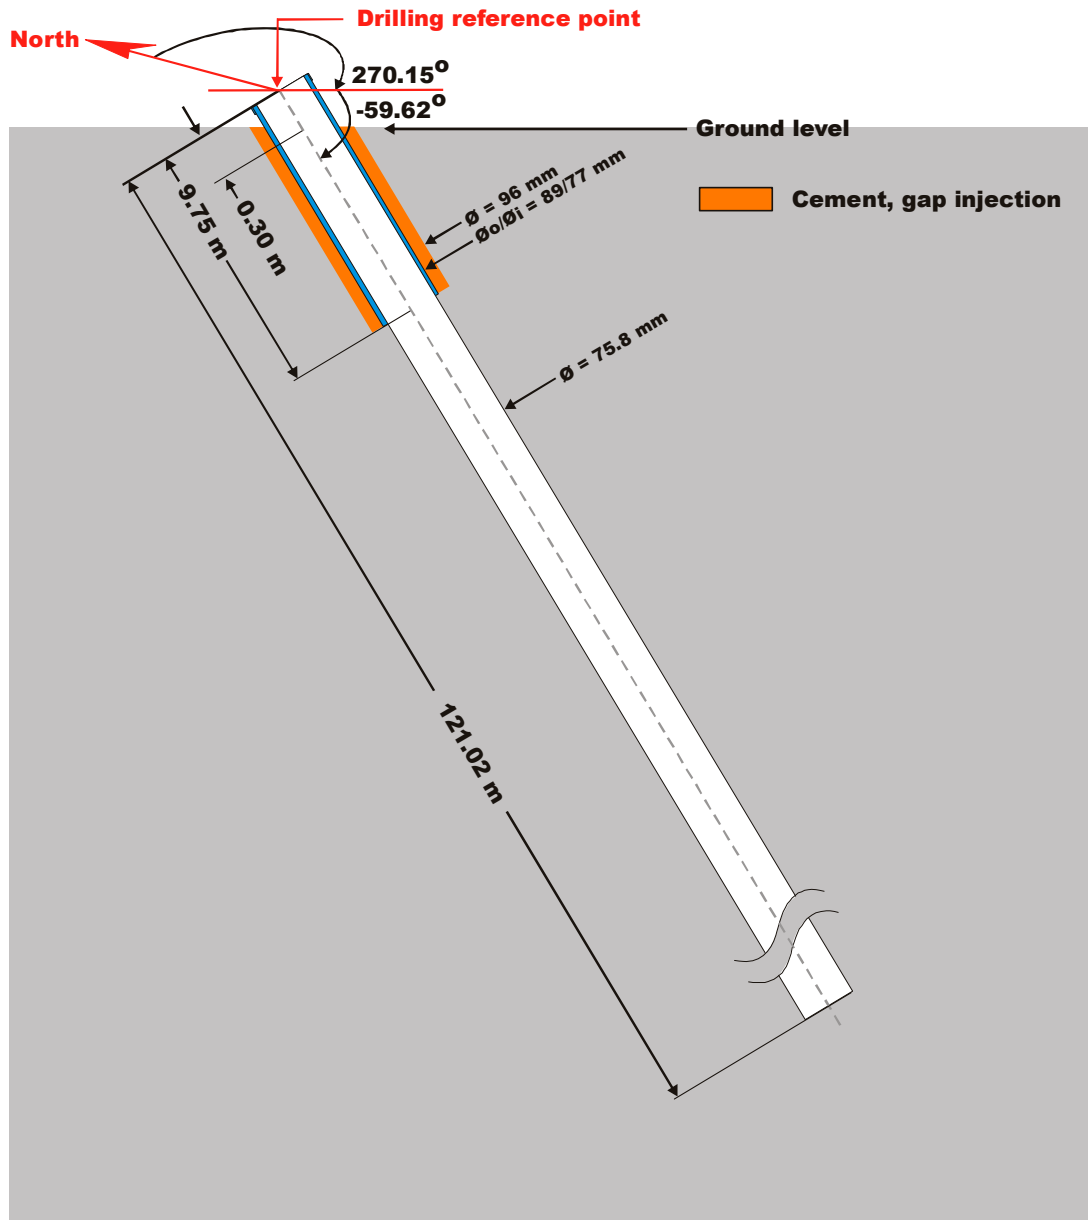 Drilling reference point
North
270.15°
-59.62°
Ground level
Ø = 96 mm
Øo/Øi = 89/77 mm
Cement, gap injection
9.75 m
0.30 m
Ø = 75.8 mm
121.02 m